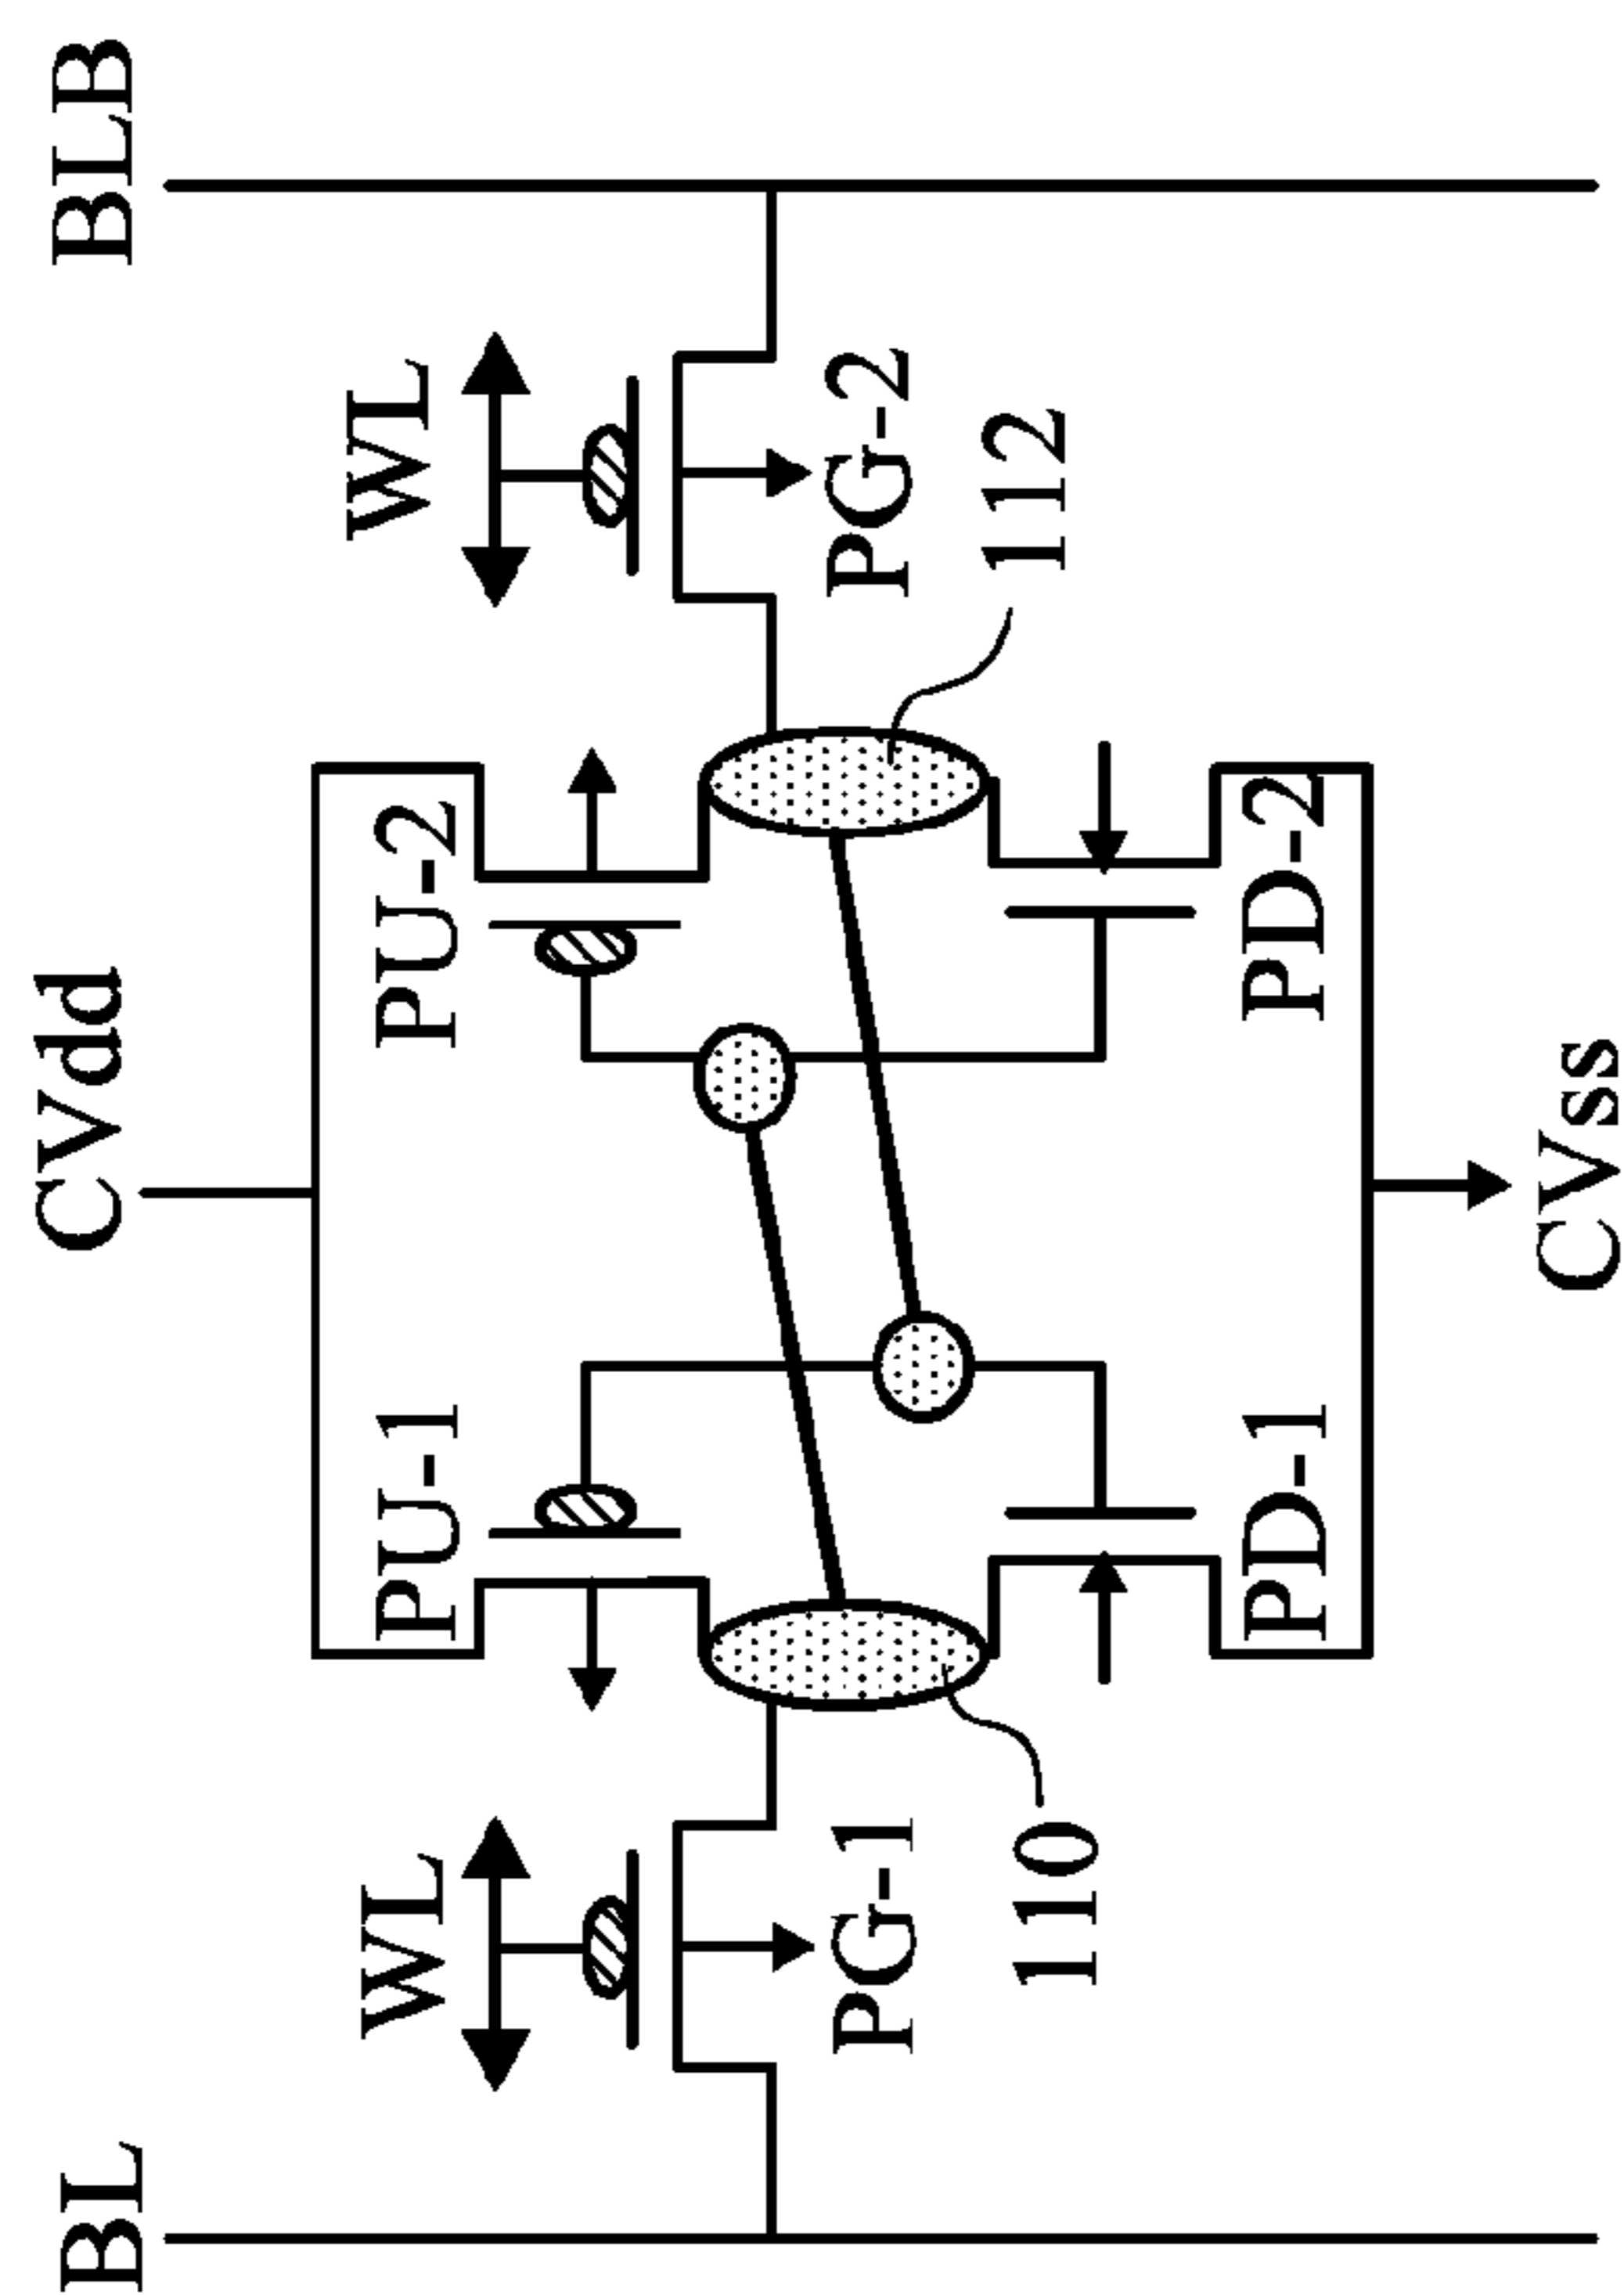 CVdd
BL
BLB
WL
WL
PU-1
PU-2
PG-1
PG-2
110
112
PD-1
PD-2
CVss